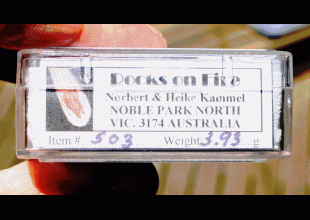 Rocks on Fire
Norbert & Heike Kammel
NOBLE PARK NORTH
VIC. 3174 AUSTRALIA
Item # 503 Weight 3.93 g